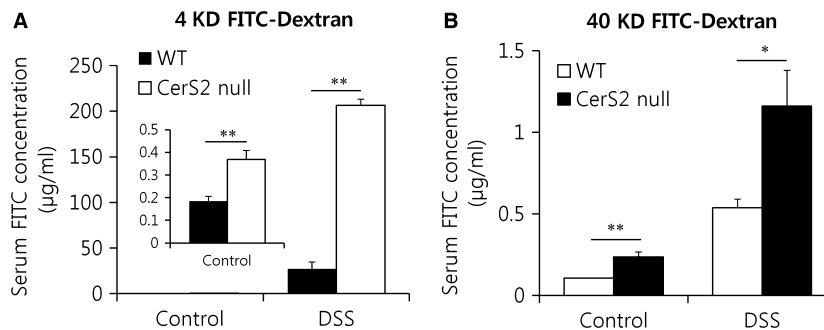 A
4 KD FITC-Dextran
Serum FITC concentration
(µg/ml)
250
200
150
100
50
0
WT
CerS2 null
**
0.5
0.4
0.3
0.2
0.1
0
**
Control
Control
DSS
B
40 KD FITC-Dextran
Serum FITC concentration
(µg/ml)
1.5
1
0.5
0
WT
CerS2 null
*
**
Control
DSS